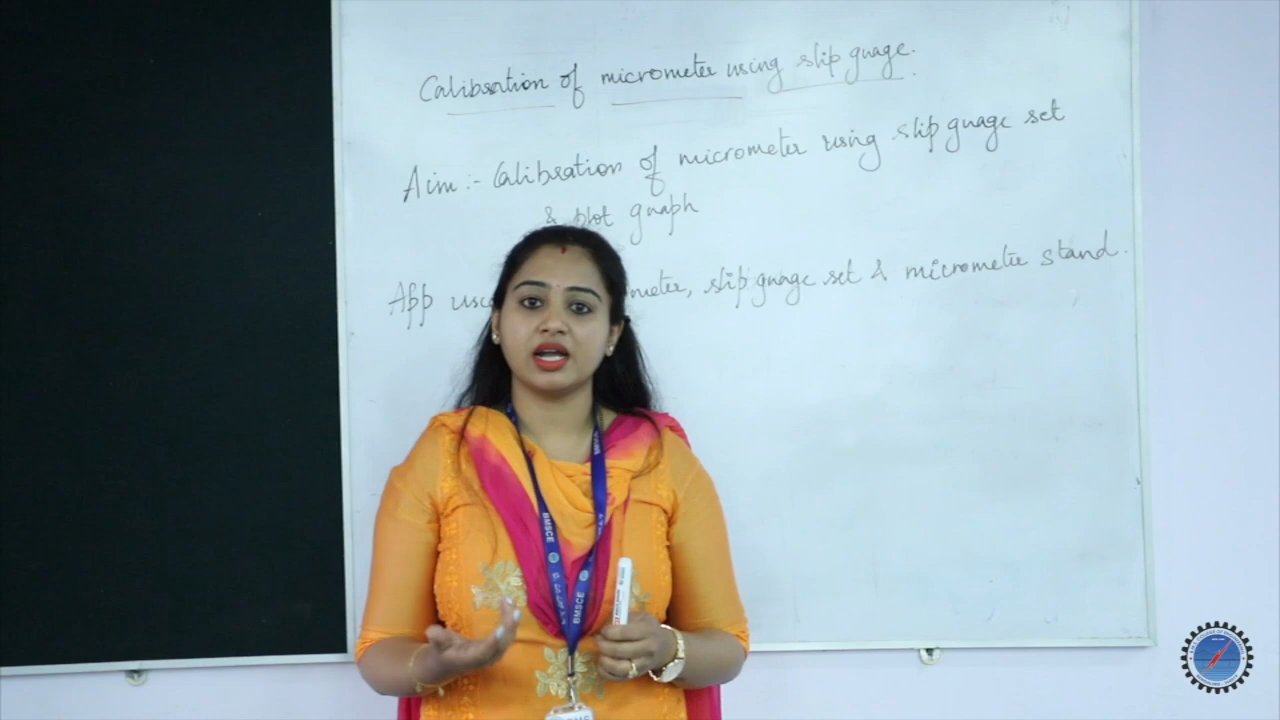 Calibration of micrometer using slip guage.
Aim :- Calibration of micrometer using slip guage set
& plot graph
App meter, slip guage set & micrometer stand.
BMSCE
BMSCE